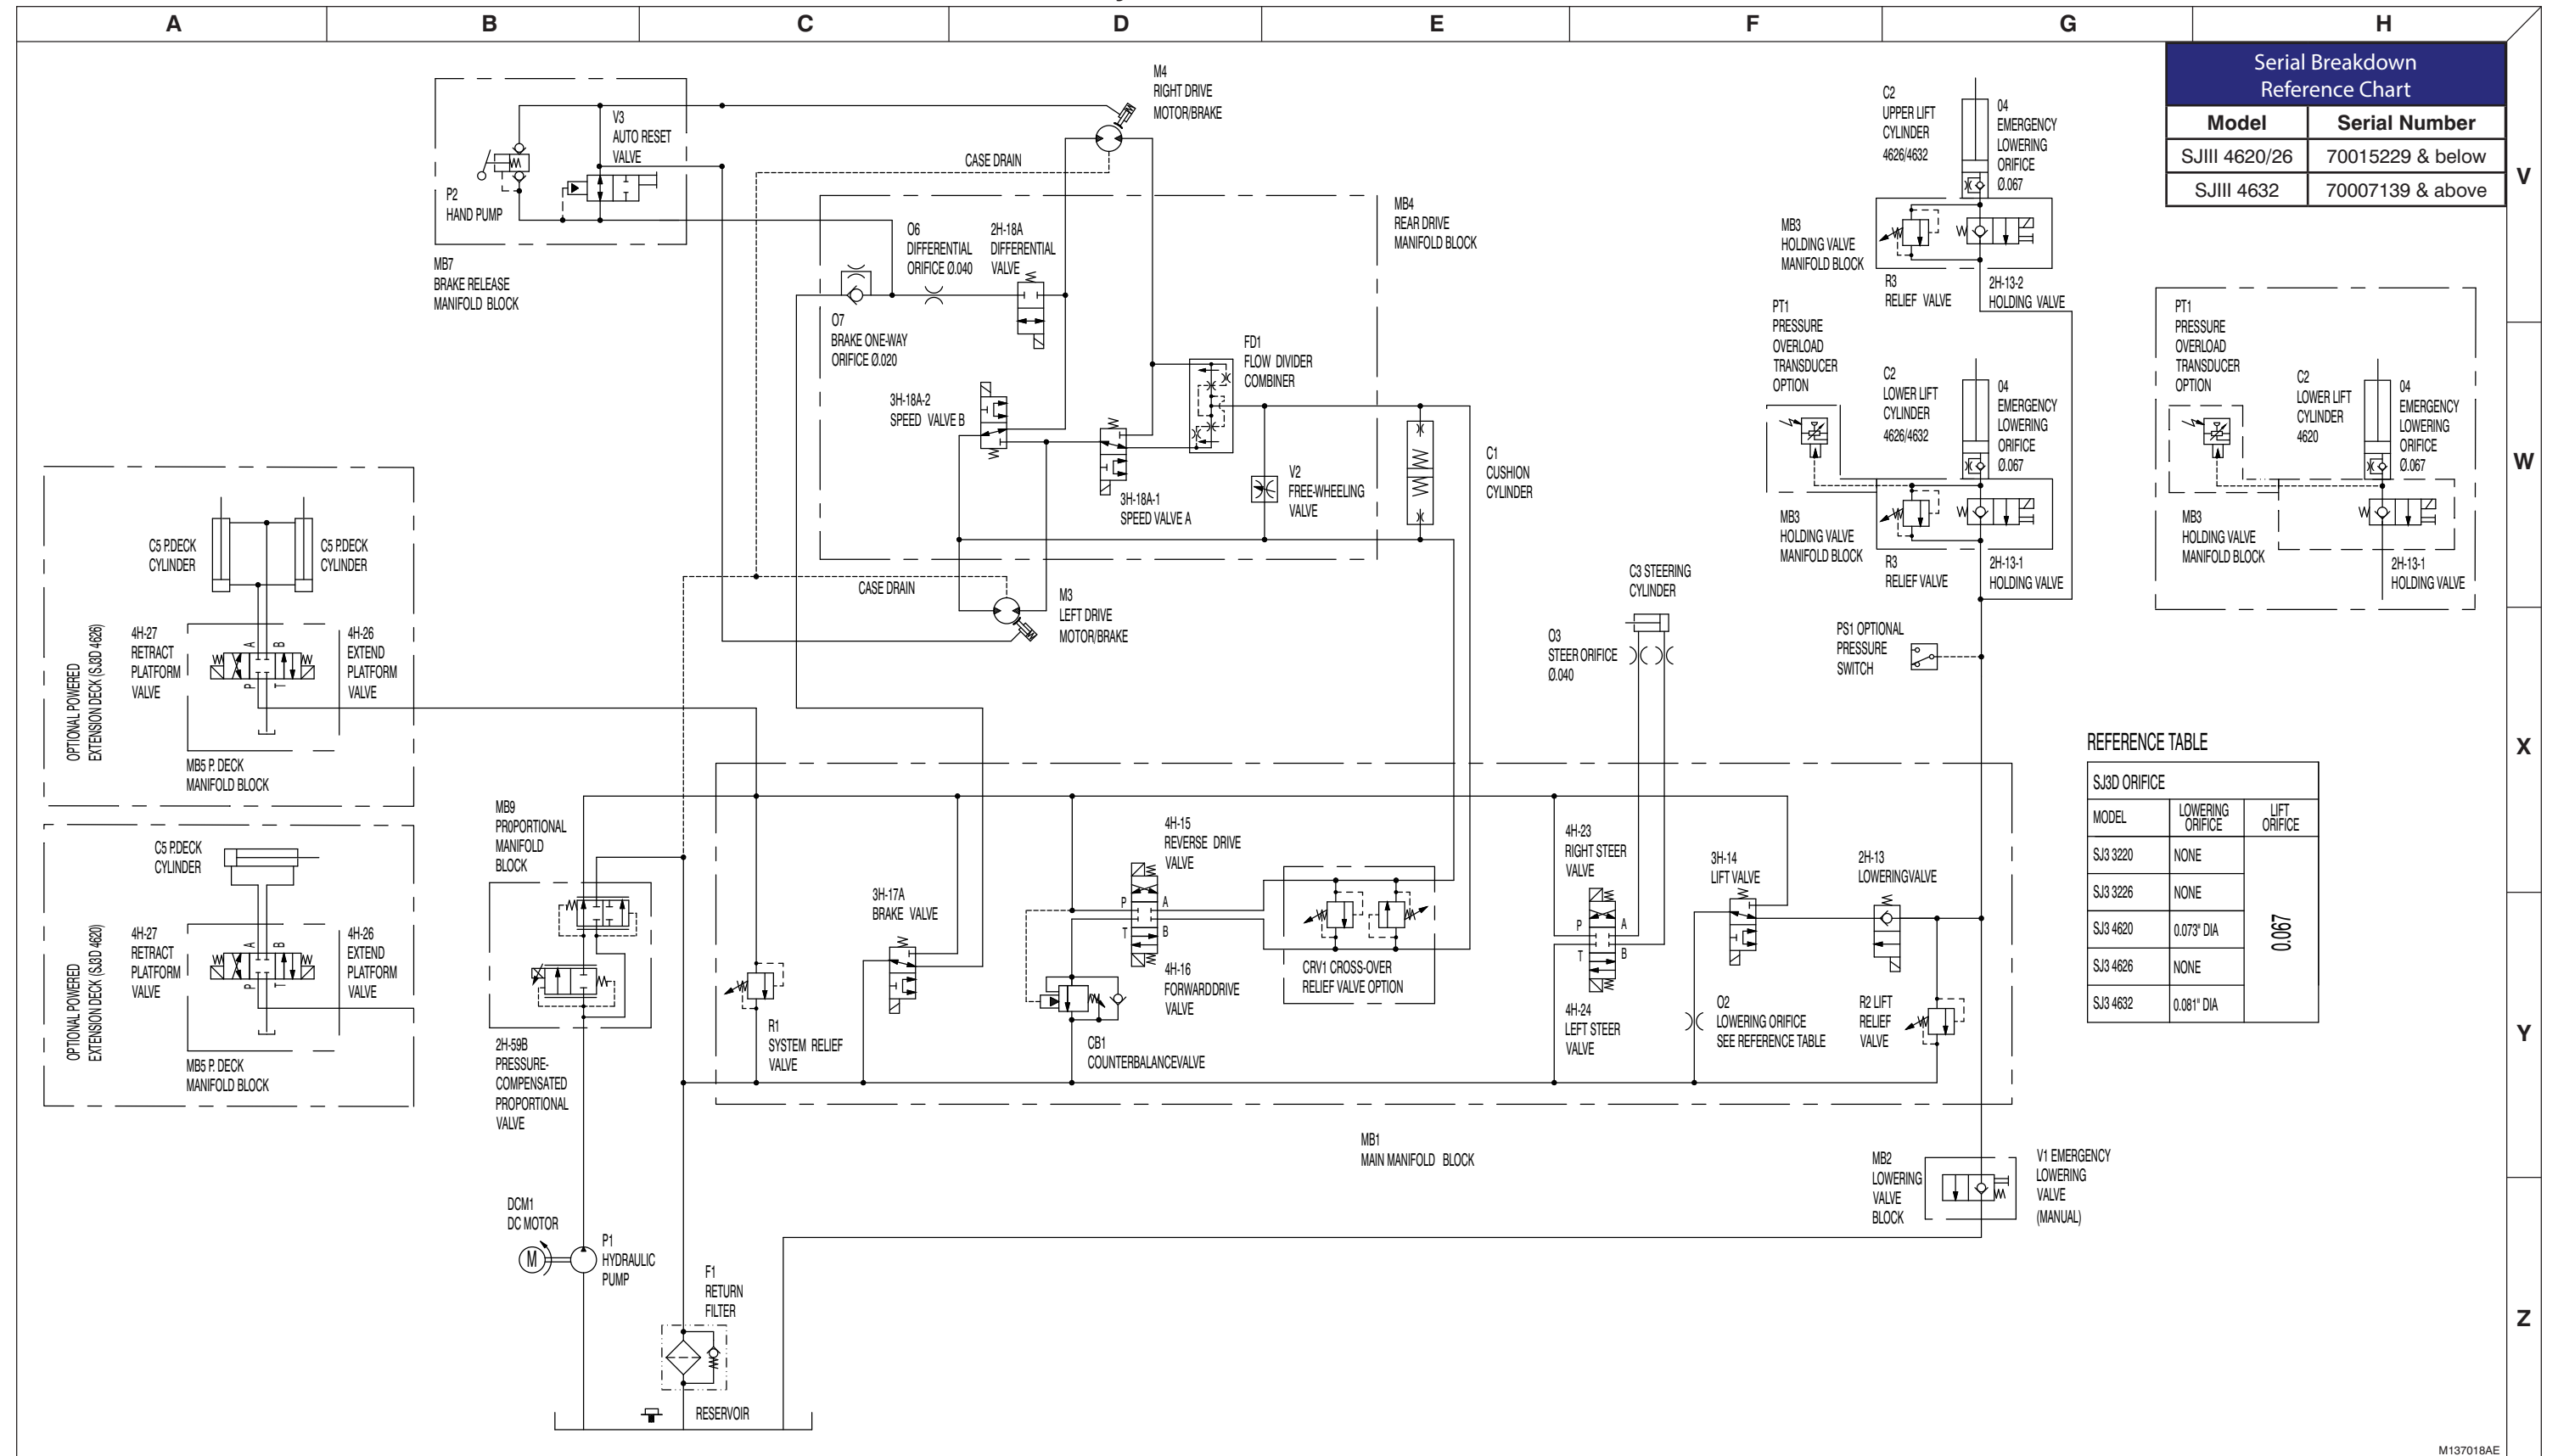 A B C D E F G H
Serial Breakdown
Reference Chart
Model Serial Number
SJIII 4620/26 70015229 & below
SJIII 4632 70007139 & above
V
W
X
Y
Z
M4
RIGHT DRIVE
MOTOR/BRAKE
V3
AUTO RESET
VALVE
P2
HAND PUMP
MB7
BRAKE RELEASE
MANIFOLD BLOCK
CASE DRAIN
MB4
REAR DRIVE
MANIFOLD BLOCK
O6
DIFFERENTIAL
ORIFICE Ø.040
2H-18A
DIFFERENTIAL
VALVE
O7
BRAKE ONE-WAY
ORIFICE Ø.020
FD1
FLOW DIVIDER
COMBINER
3H-18A-2
SPEED VALVE B
3H-18A-1
SPEED VALVE A
V2
FREE-WHEELING
VALVE
C1
CUSHION
CYLINDER
CASE DRAIN
M3
LEFT DRIVE
MOTOR/BRAKE
C2
UPPER LIFT
CYLINDER
4626/4632
04
EMERGENCY
LOWERING
ORIFICE
Ø.067
MB3
HOLDING VALVE
MANIFOLD BLOCK
R3
RELIEF VALVE
2H-13-2
HOLDING VALVE
PT1
PRESSURE
OVERLOAD
TRANSDUCER
OPTION
C2
LOWER LIFT
CYLINDER
4626/4632
04
EMERGENCY
LOWERING
ORIFICE
Ø.067
MB3
HOLDING VALVE
MANIFOLD BLOCK
R3
RELIEF VALVE
2H-13-1
HOLDING VALVE
PT1
PRESSURE
OVERLOAD
TRANSDUCER
OPTION
C2
LOWER LIFT
CYLINDER
4620
04
EMERGENCY
LOWERING
ORIFICE
Ø.067
MB3
HOLDING VALVE
MANIFOLD BLOCK
2H-13-1
HOLDING VALVE
C5 P.DECK
CYLINDER
C5 P.DECK
CYLINDER
4H-27
RETRACT
PLATFORM
VALVE
A B
P T
4H-26
EXTEND
PLATFORM
VALVE
OPTIONAL POWERED
EXTENSION DECK (SJ3D 4626)
MB5 P. DECK
MANIFOLD BLOCK
C5 P.DECK
CYLINDER
4H-27
RETRACT
PLATFORM
VALVE
A B
P T
4H-26
EXTEND
PLATFORM
VALVE
OPTIONAL POWERED
EXTENSION DECK (SJ3D 4620)
MB5 P. DECK
MANIFOLD BLOCK
C3 STEERING
CYLINDER
O3
STEER ORIFICE
Ø.040
PS1 OPTIONAL
PRESSURE
SWITCH
MB9
PROPORTIONAL
MANIFOLD
BLOCK
2H-59B
PRESSURE-
COMPENSATED
PROPORTIONAL
VALVE
R1
SYSTEM RELIEF
VALVE
3H-17A
BRAKE VALVE
4H-15
REVERSE DRIVE
VALVE
P A
T B
4H-16
FORWARDDRIVE
VALVE
CB1
COUNTERBALANCEVALVE
CRV1 CROSS-OVER
RELIEF VALVE OPTION
4H-23
RIGHT STEER
VALVE
P A
T B
4H-24
LEFT STEER
VALVE
3H-14
LIFT VALVE
O2
LOWERING ORIFICE
SEE REFERENCE TABLE
2H-13
LOWERINGVALVE
R2 LIFT
RELIEF
VALVE
MB1
MAIN MANIFOLD BLOCK
REFERENCE TABLE
SJ3D ORIFICE
MODEL LOWERING ORIFICE LIFT ORIFICE
SJ3 3220 NONE
SJ3 3226 NONE
SJ3 4620 0.073" DIA
SJ3 4626 NONE
SJ3 4632 0.081" DIA
0.067
MB2
LOWERING
VALVE
BLOCK
V1 EMERGENCY
LOWERING
VALVE
(MANUAL)
DCM1
DC MOTOR
M
P1
HYDRAULIC
PUMP
F1
RETURN
FILTER
RESERVOIR
M137018AE